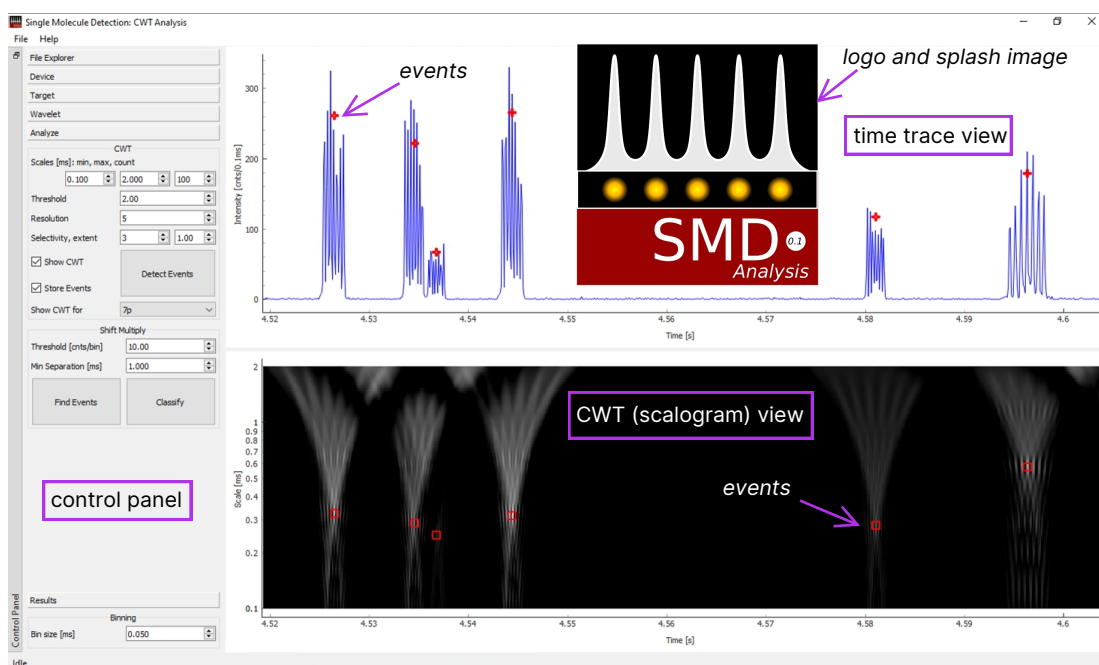 Single Molecule Detection: CWT Analysis
File Help
File Explorer
Device
Target
Wavelet
Analyze
CWT
Scales [ms]: min, max, count
0.100 2.000 100
Threshold 2.00
Resolution 5
Selectivity, extent 3 1.00
Show CWT
Detect Events
Store Events
Show CWT for 7p
Shift Multiply
Threshold [cnts/bin] 10.00
Min Separation [ms] 1.000
Find Events Classify
control panel
Results
Binning
Bin size [ms] 0.050
Control Panel
Idle
events
logo and splash image
time trace view
SMD
0.1
Analysis
Intensity [cnts/0.1ms]
300
200
100
0
4.52 4.53 4.54 4.55 4.56 4.57 4.58 4.59 4.6
Time [s]
CWT (scalogram) view
events
Scale [ms]
2
1
0.9
0.8
0.7
0.6
0.5
0.4
0.3
0.2
0.1
4.52 4.53 4.54 4.55 4.56 4.57 4.58 4.59 4.6
Time [s]